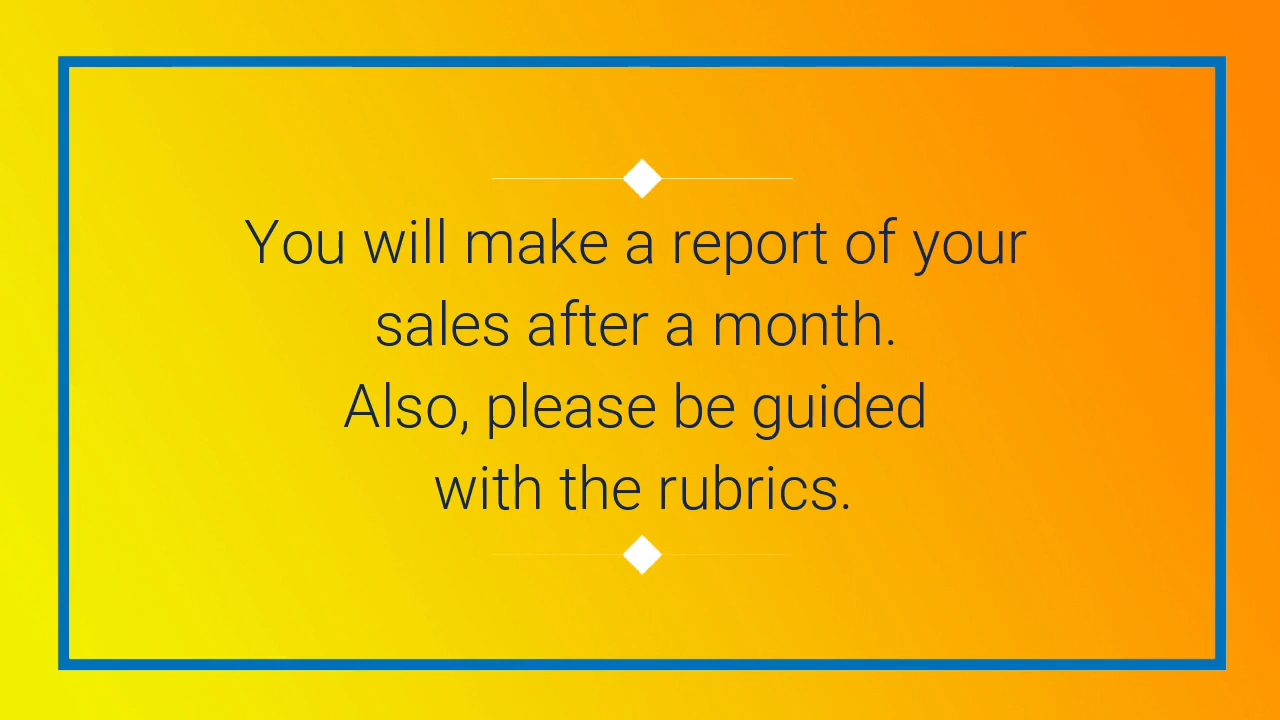 You will make a report of your
sales after a month.
Also, please be guided
with the rubrics.